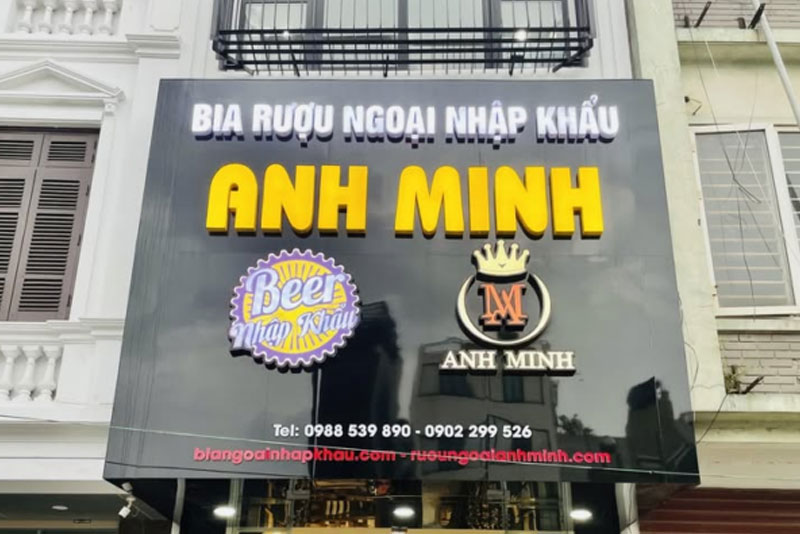 BIA RƯỢU NGOẠI NHẬP KHẨU
ANH MINH
Beer
Nhập Khẩu
AM
ANH MINH
Tel: 0988 539 890 - 0902 299 526
biangoainhapkhau.com - ruoungoaianhminh.com